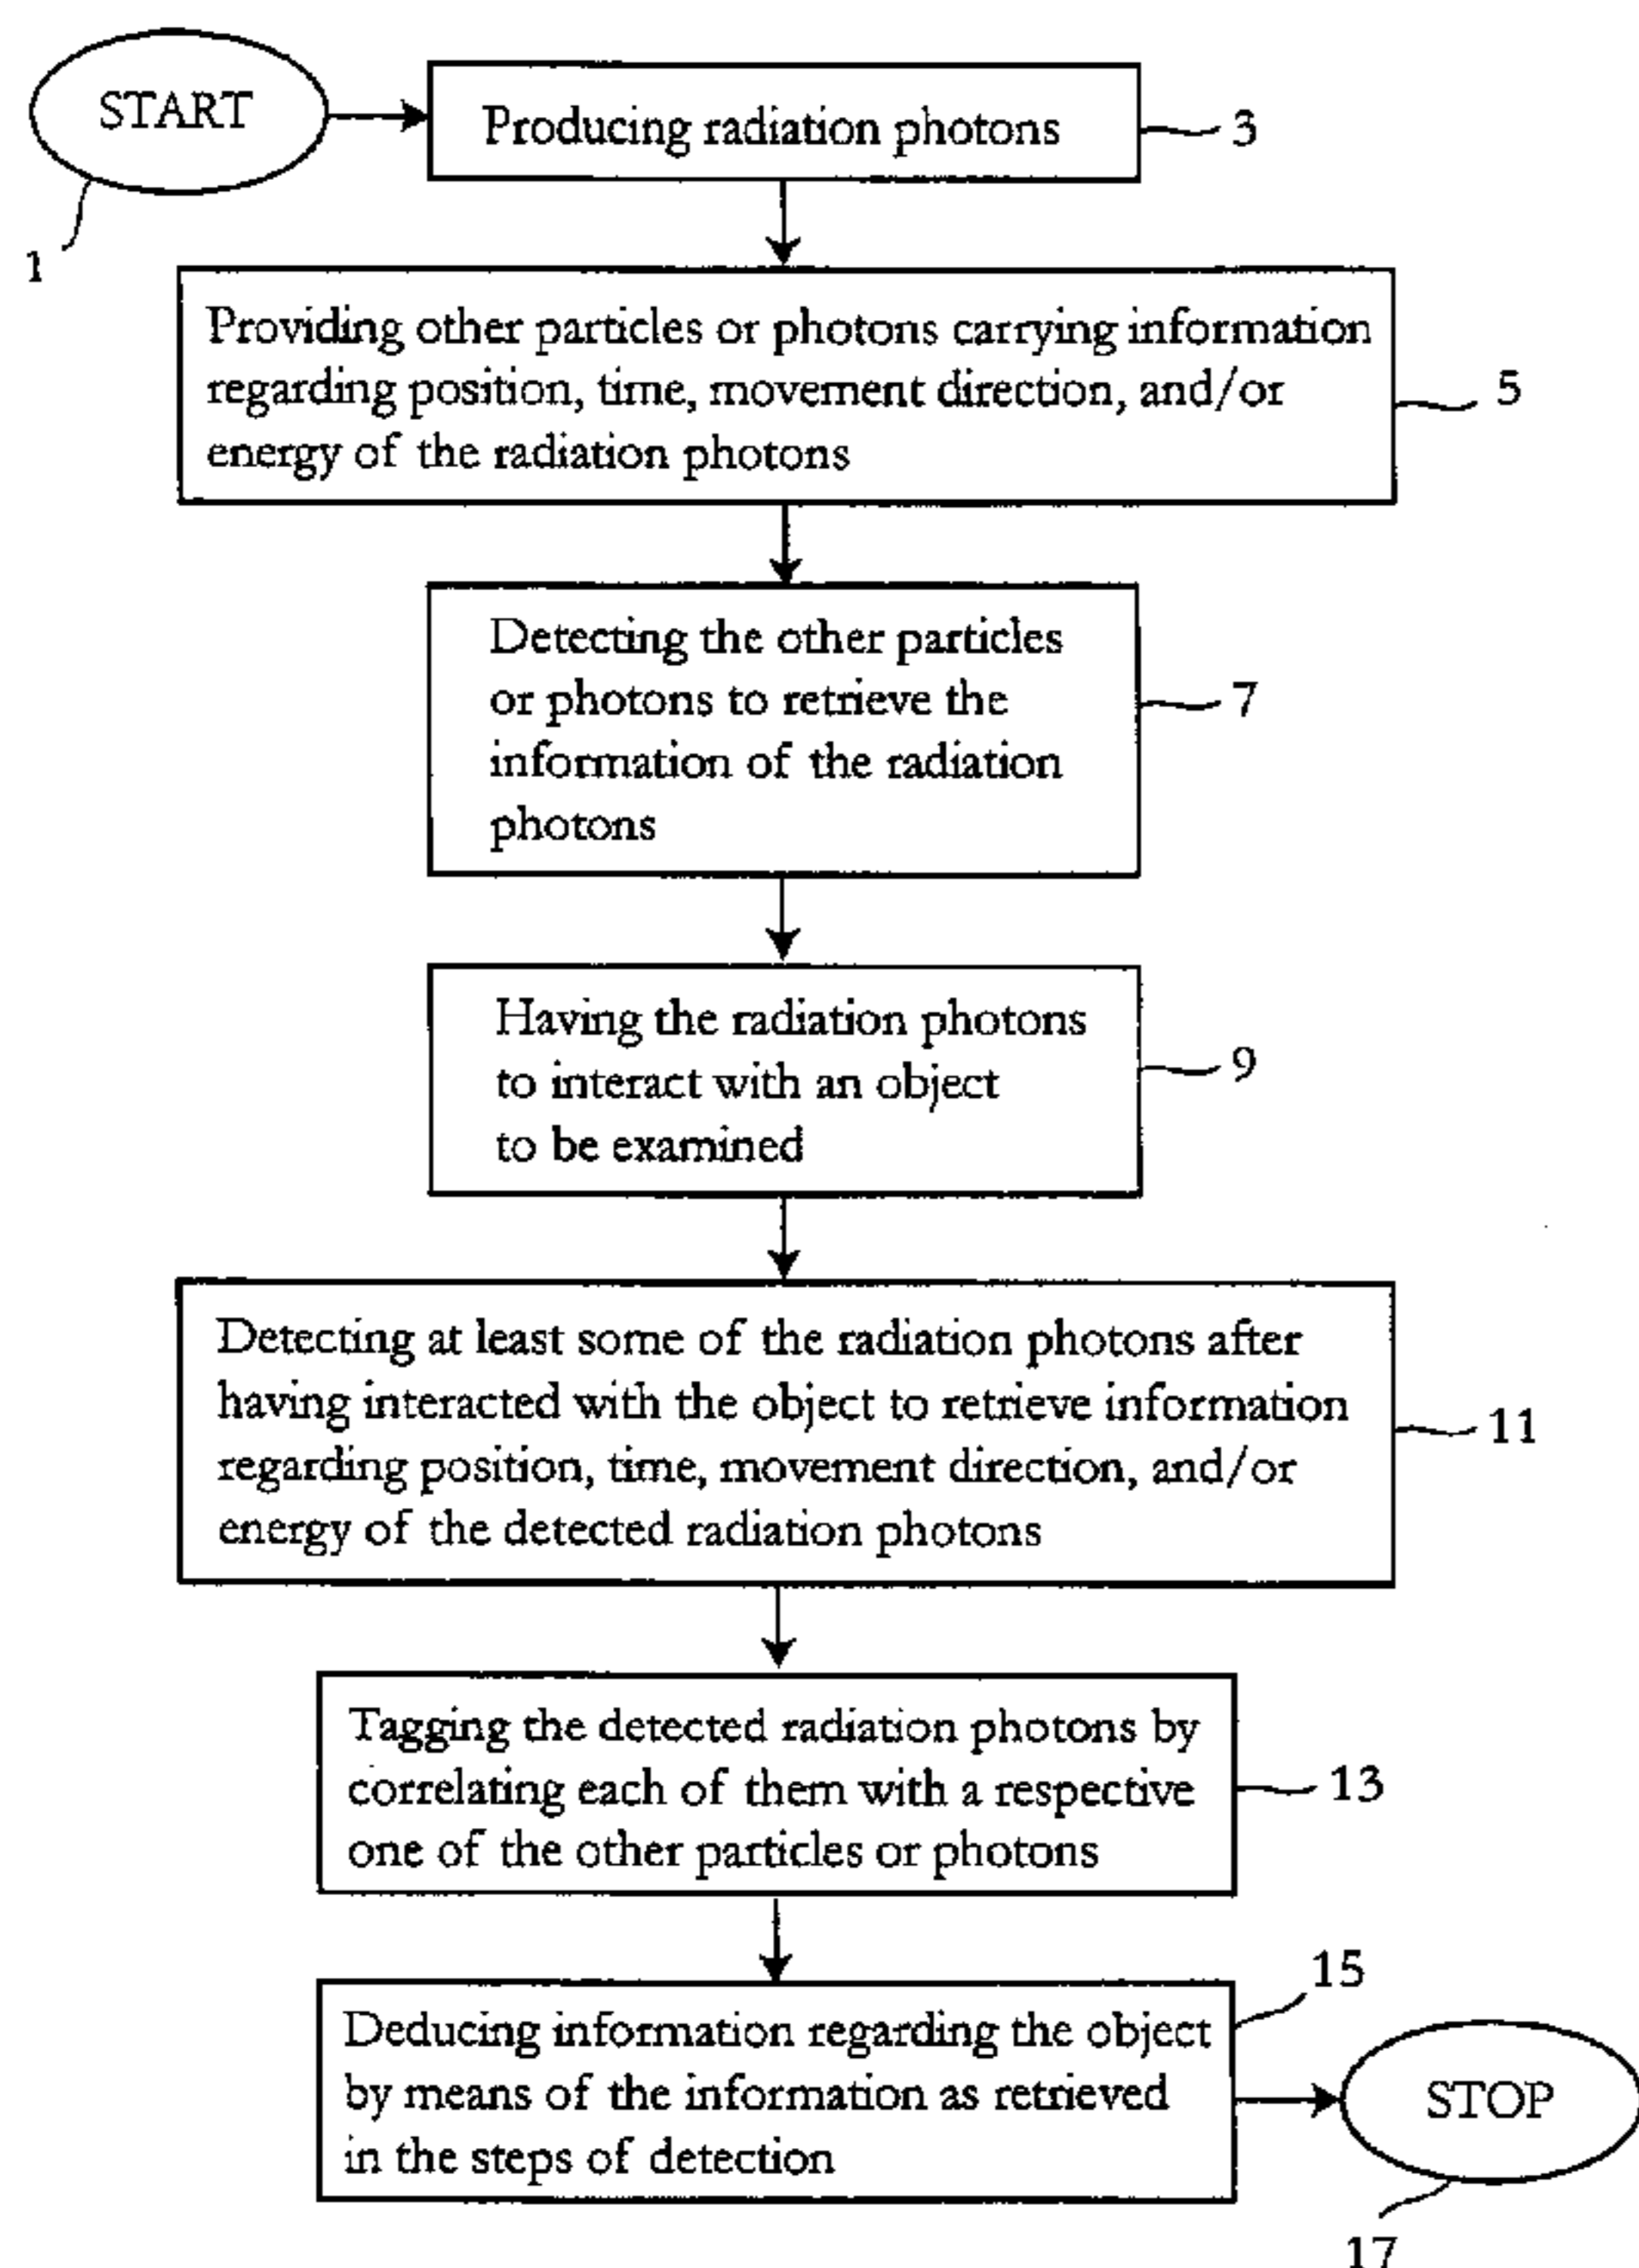 START
Producing radiation photons
3
1
Providing other particles or photons carrying information
regarding position, time, movement direction, and/or
energy of the radiation photons
5
Detecting the other particles
or photons to retrieve the
information of the radiation
photons
7
Having the radiation photons
to interact with an object
to be examined
9
Detecting at least some of the radiation photons after
having interacted with the object to retrieve information
regarding position, time, movement direction, and/or
energy of the detected radiation photons
11
Tagging the detected radiation photons by
correlating each of them with a respective
one of the other particles or photons
13
Deducing information regarding the object
by means of the information as retrieved
in the steps of detection
15
STOP
17